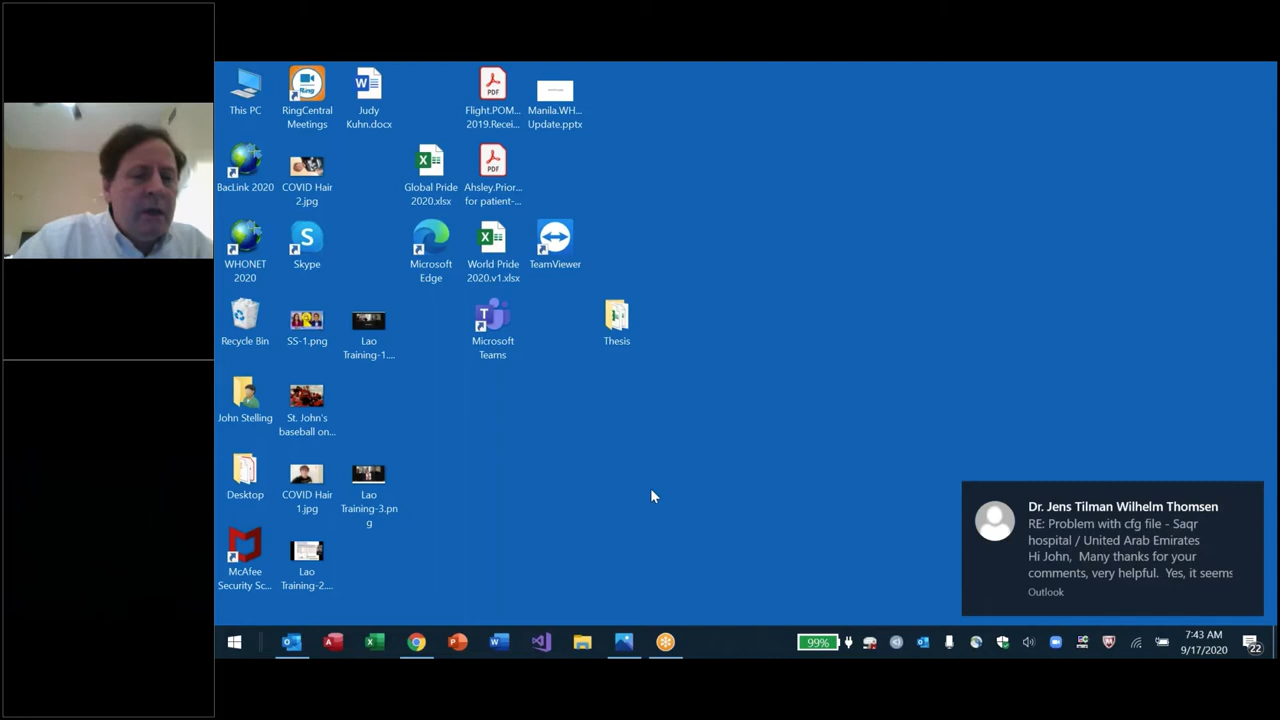 This PC
RingCentral
Meetings
Judy
Kuhn.docx
Flight.POM...
2019.Recei...
Manila.WH...
Update.pptx
BacLink 2020
COVID Hair
2.jpg
Global Pride
2020.xlsx
Ahsley.Prior...
for patient-...
WHONET
2020
Skype
Microsoft
Edge
World Pride
2020.v1.xlsx
TeamViewer
Recycle Bin
SS-1.png
Lao
Training-1....
Microsoft
Teams
Thesis
John Stelling
St. John's
baseball on...
Desktop
COVID Hair
1.jpg
Lao
Training-3.pn
g
McAfee
Security Sc...
Lao
Training-2....
Dr. Jens Tilman Wilhelm Thomsen
RE: Problem with cfg file - Saqr
hospital / United Arab Emirates
Hi John, Many thanks for your
comments, very helpful. Yes, it seems
Outlook
99%
7:43 AM
9/17/2020
22